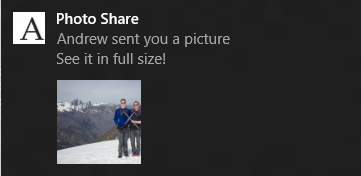 A
Photo Share
Andrew sent you a picture
See it in full size!